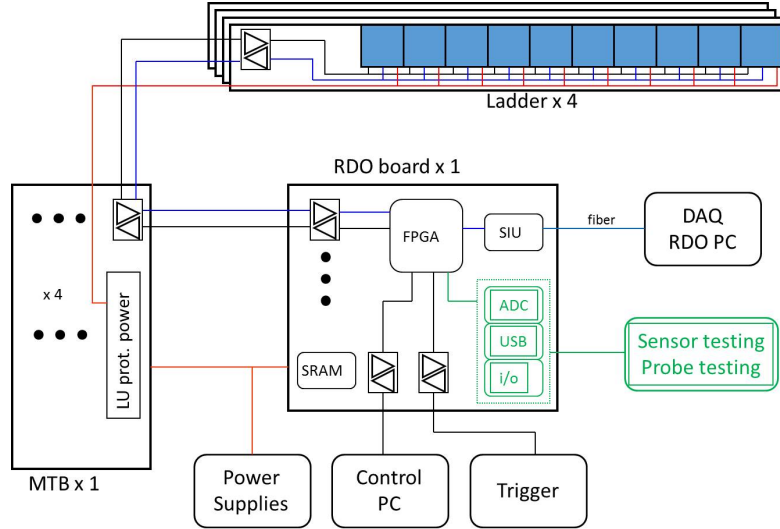 Ladder x 4
RDO board x 1
FPGA
SIU
fiber
DAQ
RDO PC
x 4
LU prot. power
ADC
USB
i/o
Sensor testing
Probe testing
SRAM
MTB x 1
Power
Supplies
Control
PC
Trigger